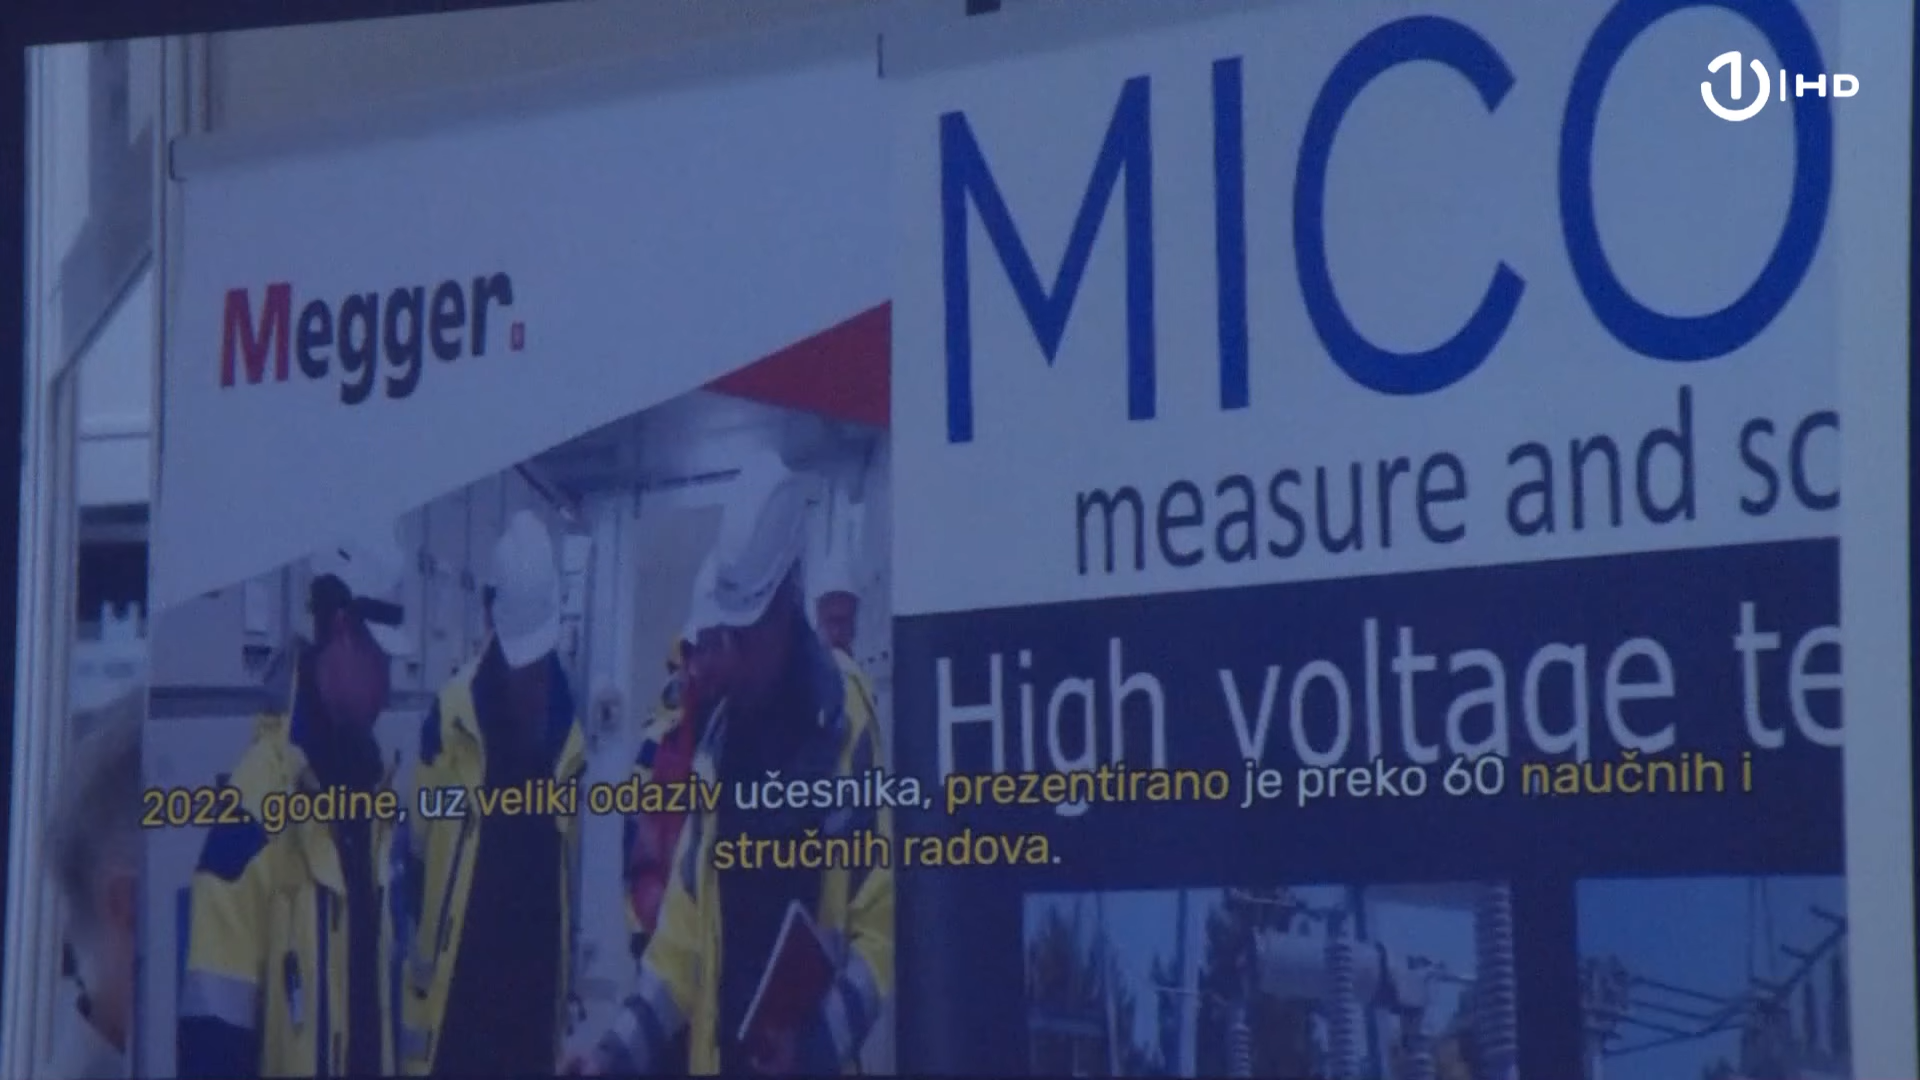 1 HD
Megger.
MICO
measure and sc
High voltage te
2022. godine, uz veliki odaziv učesnika, prezentirano je preko 60 naučnih i
stručnih radova.